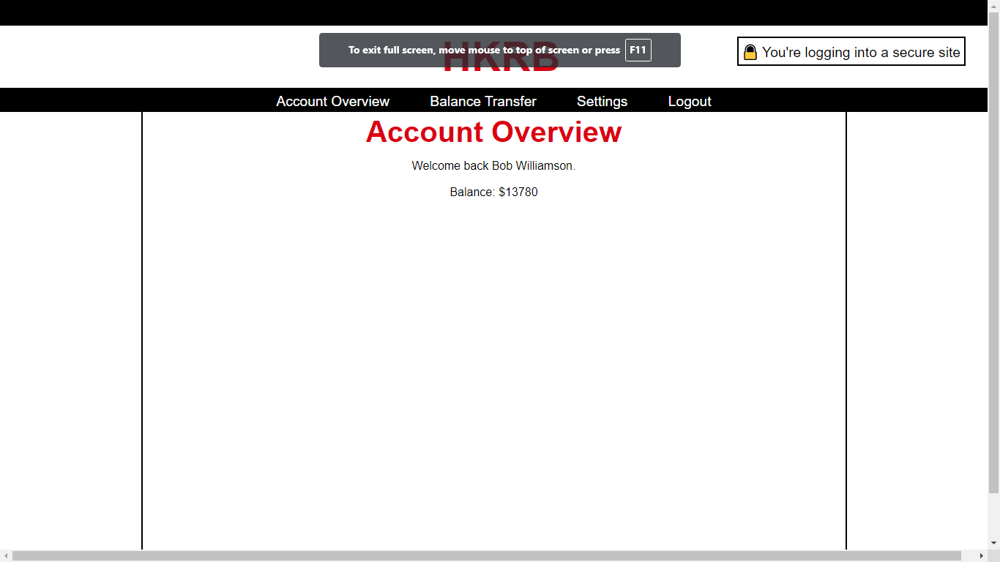 To exit full screen, move mouse to top of screen or press F11
HKRB
You're logging into a secure site
Account Overview Balance Transfer Settings Logout
Account Overview
Welcome back Bob Williamson.
Balance: $13780